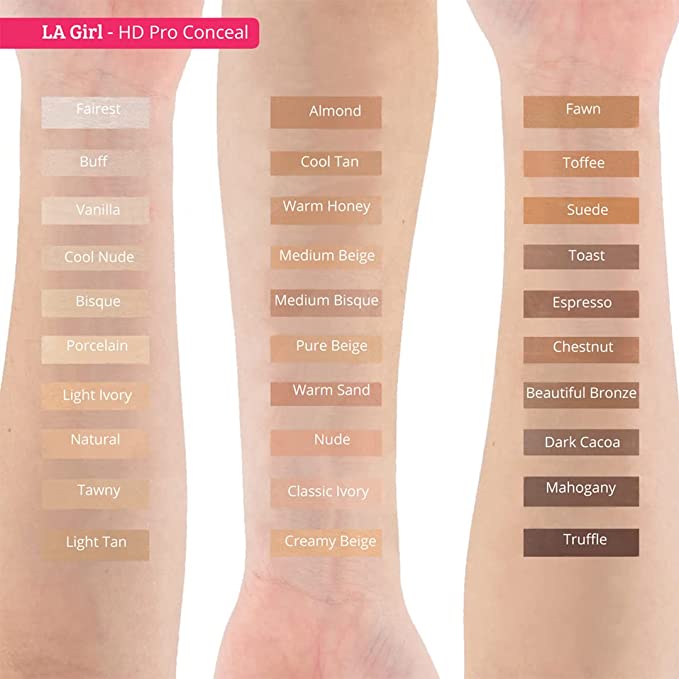 LA Girl - HD Pro Conceal
Fairest
Buff
Vanilla
Cool Nude
Bisque
Porcelain
Light Ivory
Natural
Tawny
Light Tan
Almond
Cool Tan
Warm Honey
Medium Beige
Medium Bisque
Pure Beige
Warm Sand
Nude
Classic Ivory
Creamy Beige
Fawn
Toffee
Suede
Toast
Espresso
Chestnut
Beautiful Bronze
Dark Cacoa
Mahogany
Truffle